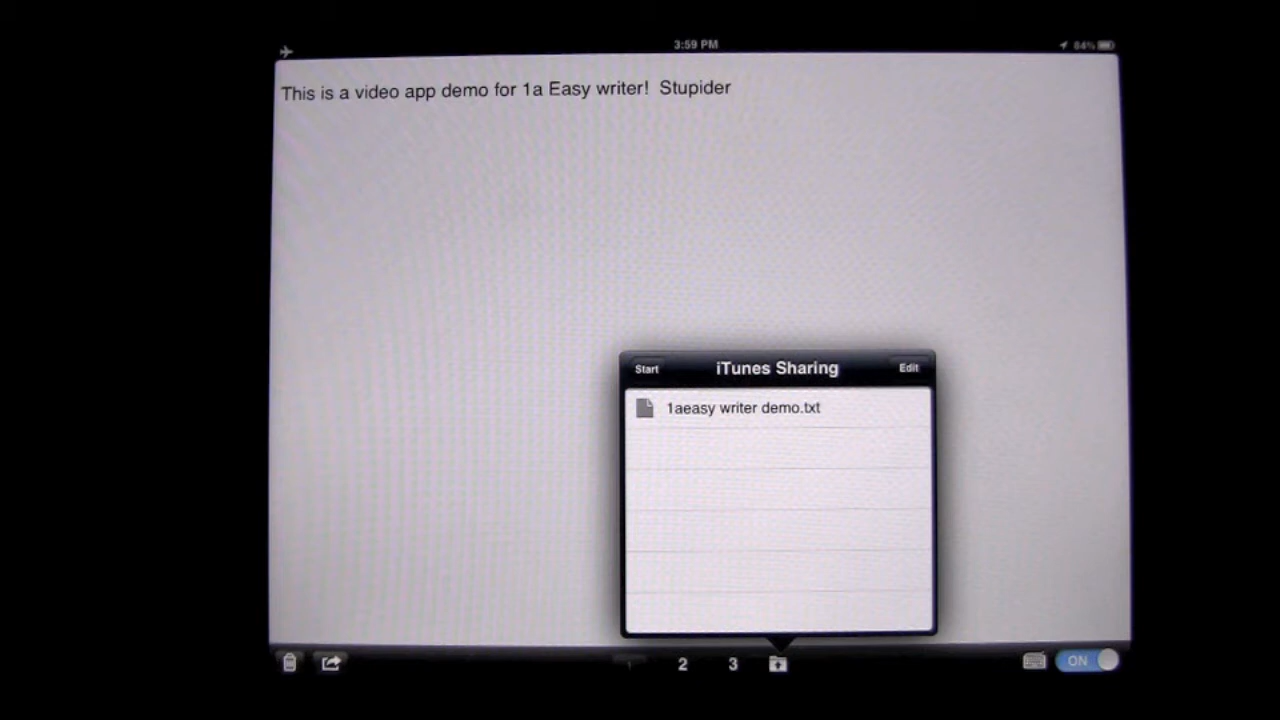 3:59 PM
84%
This is a video app demo for 1a Easy writer!  Stupider
Start
iTunes Sharing
Edit
1aeasy writer demo.txt
2
3
ON